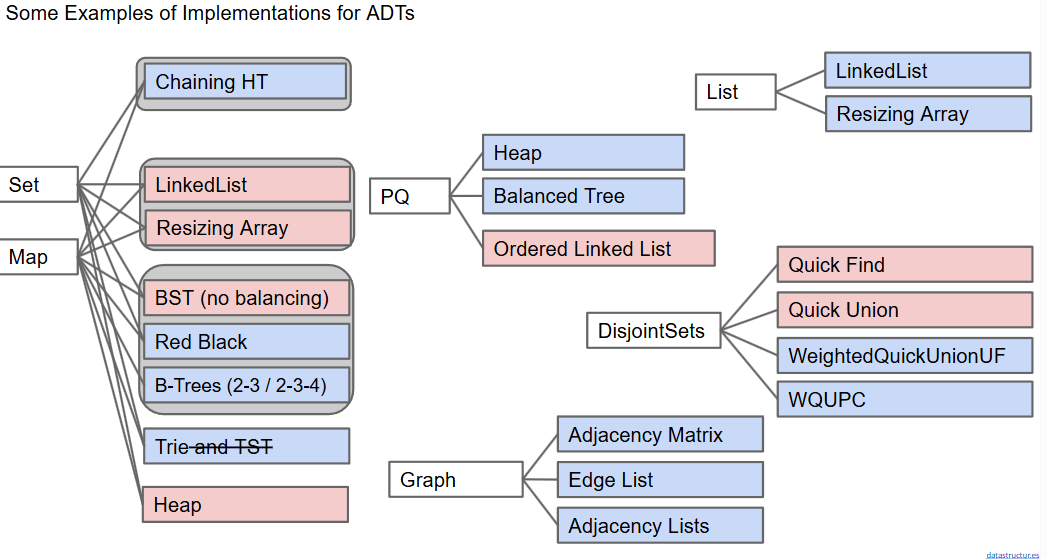 Some Examples of Implementations for ADTs
Set
Map
Chaining HT
LinkedList
Resizing Array
BST (no balancing)
Red Black
B-Trees (2-3 / 2-3-4)
Trie and TST
Heap
PQ
Heap
Balanced Tree
Ordered Linked List
List
LinkedList
Resizing Array
DisjointSets
Quick Find
Quick Union
WeightedQuickUnionUF
WQUPC
Graph
Adjacency Matrix
Edge List
Adjacency Lists
datastructur.es